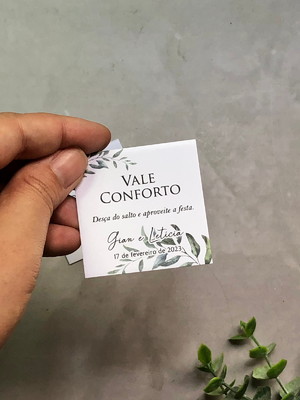 VALE
CONFORTO
Desça do salto e aproveite a festa.
Gian e Letícia
17 de fevereiro de 2023